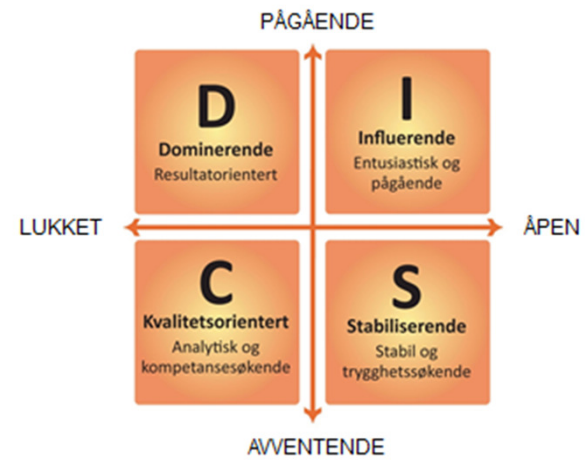 PÅGÅENDE
D
Dominerende
Resultatorientert
I
Influerende
Entusiastisk og
pågående
LUKKET
ÅPEN
C
Kvalitetsorientert
Analytisk og
kompetansesøkende
S
Stabiliserende
Stabil og
trygghetssøkende
AVVENTENDE